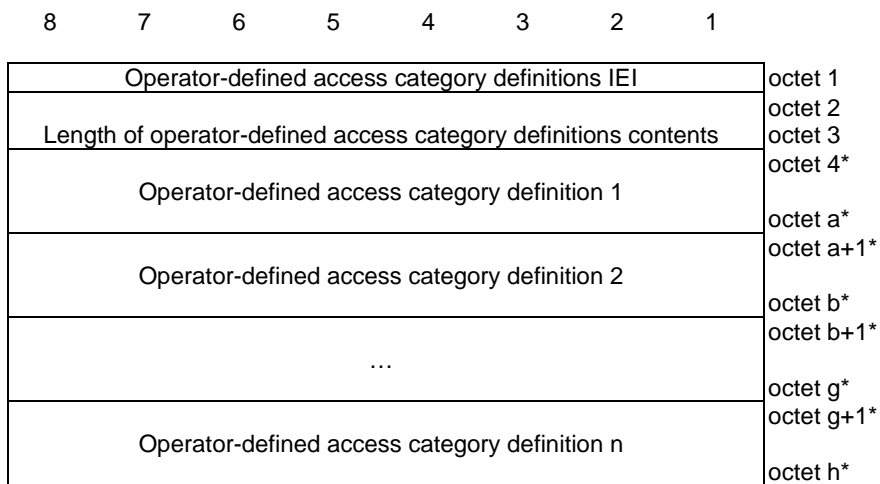 8 7 6 5 4 3 2 1
Operator-defined access category definitions IEI octet 1
octet 2
Length of operator-defined access category definitions contents octet 3
octet 4*
Operator-defined access category definition 1
octet a*
octet a+1*
Operator-defined access category definition 2
octet b*
octet b+1*
…
octet g*
octet g+1*
Operator-defined access category definition n
octet h*